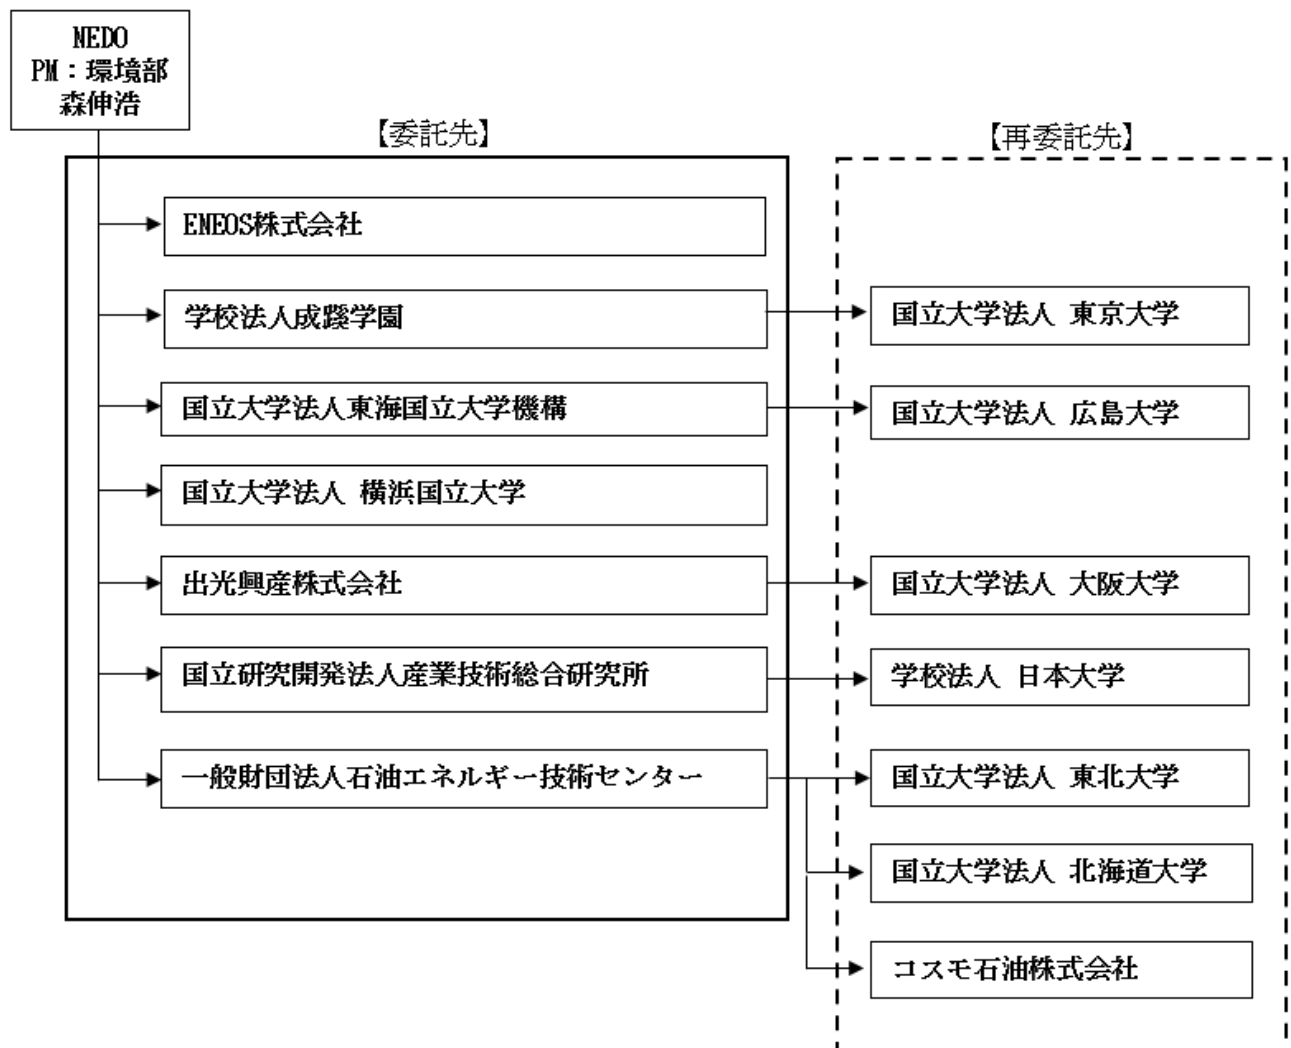 NEDO
PM：環境部
森伸浩
【委託先】
【再委託先】
ENEOS株式会社
学校法人成蹊学園
国立大学法人 東京大学
国立大学法人東海国立大学機構
国立大学法人 広島大学
国立大学法人 横浜国立大学
出光興産株式会社
国立大学法人 大阪大学
国立研究開発法人産業技術総合研究所
学校法人 日本大学
一般財団法人石油エネルギー技術センター
国立大学法人 東北大学
国立大学法人 北海道大学
コスモ石油株式会社